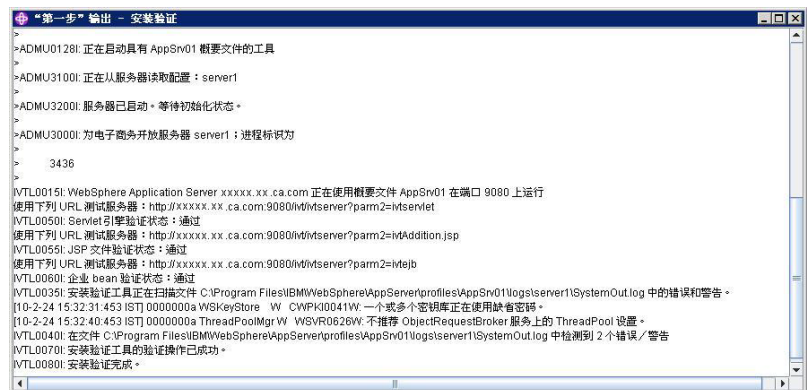 “第一步”输出 - 安装验证
>
>ADMU0128I: 正在启动具有 AppSrv01 概要文件的工具
>
>ADMU3100I: 正在从服务器读取配置：server1
>
>ADMU3200I: 服务器已启动。等待初始化状态。
>
>ADMU3000I: 为电子商务开放服务器 server1；进程标识为
>
> 3436
>
IVTL0015I: WebSphere Application Server xxxxx.xx .ca.com 正在使用概要文件 AppSrv01 在端口 9080 上运行
使用下列 URL 测试服务器：http://xxxxx.xx .ca.com:9080/ivt/ivtserver?parm2=ivtservlet
IVTL0050I: Servlet 引擎验证状态：通过
使用下列 URL 测试服务器：http://xxxxx.xx .ca.com:9080/ivt/ivtserver?parm2=ivtAddition.jsp
IVTL0055I: JSP 文件验证状态：通过
使用下列 URL 测试服务器：http://xxxxx.xx .ca.com:9080/ivt/ivtserver?parm2=ivtejb
IVTL0060I: 企业 bean 验证状态：通过
IVTL0035I: 安装验证工具正在扫描文件 C:\Program Files\IBM\WebSphere\AppServer\profiles\AppSrv01\logs\server1\SystemOut.log 中的错误和警告。
[10-2-24 15:32:31:453 IST] 0000000a WSKeyStore W CWPKI0041W: 一个或多个密钥库正在使用缺省密码。
[10-2-24 15:32:40:453 IST] 0000000a ThreadPoolMgr W WSVR0626W: 不推荐 ObjectRequestBroker 服务上的 ThreadPool 设置。
IVTL0040I: 在文件 C:\Program Files\IBM\WebSphere\AppServer\profiles\AppSrv01\logs\server1\SystemOut.log 中检测到 2 个错误／警告
IVTL0070I: 安装验证工具的验证操作已成功。
IVTL0080I: 安装验证完成。